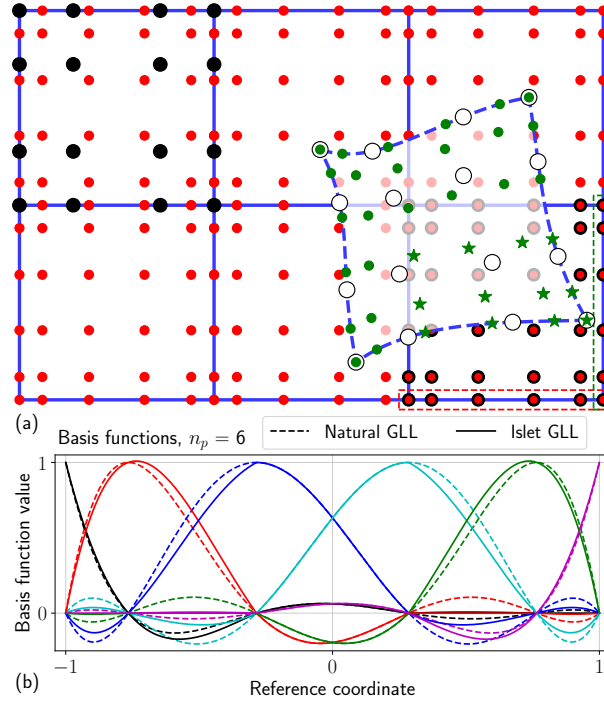 (a)
Basis functions, $n_p = 6$
Natural GLL
Islet GLL
Basis function value
1
0
−1
0
1
(b)
Reference coordinate